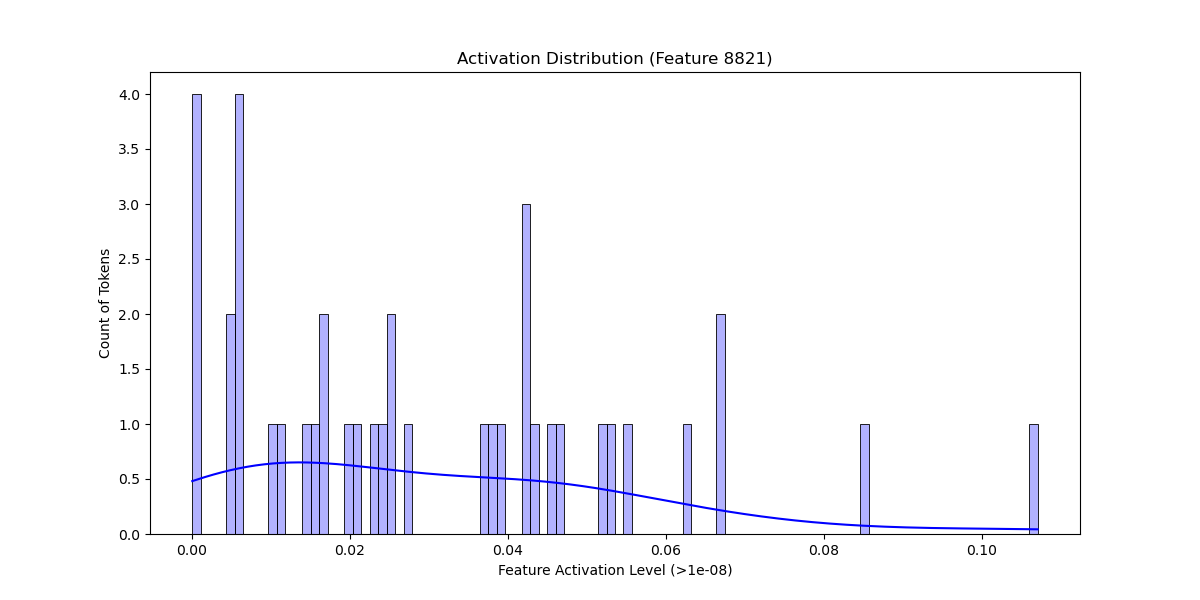 Activation Distribution (Feature 8821)
4.0
3.5
3.0
2.5
2.0
1.5
1.0
0.5
0.0
Count of Tokens
0.00 0.02 0.04 0.06 0.08 0.10
Feature Activation Level (>1e-08)